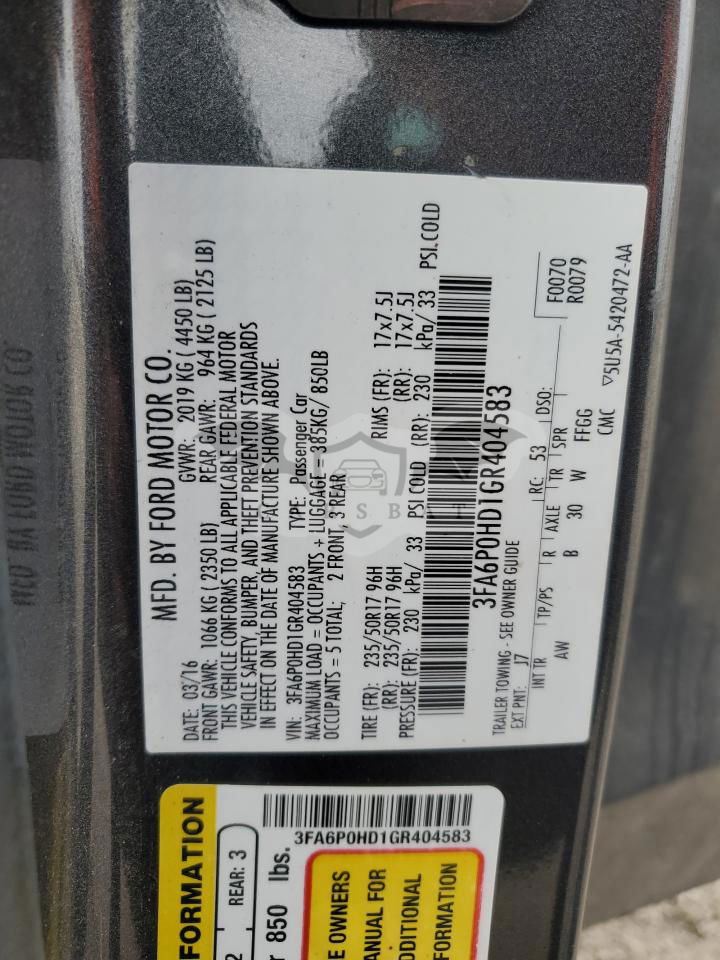 MFD. BY FORD MOTOR CO.
DATE: 03/16 GVWR: 2019 KG ( 4450 LB)
FRONT GAWR: 1066 KG ( 2350 LB) REAR GAWR: 964 KG ( 2125 LB)
THIS VEHICLE CONFORMS TO ALL APPLICABLE FEDERAL MOTOR
VEHICLE SAFETY, BUMPER, AND THEFT PREVENTION STANDARDS
IN EFFECT ON THE DATE OF MANUFACTURE SHOWN ABOVE.
VIN: 3FA6P0HD1GR404583 TYPE: Passenger Car
MAXIMUM LOAD = OCCUPANTS + LUGGAGE = 385KG/ 850LB
OCCUPANTS = 5 TOTAL; 2 FRONT, 3 REAR
TIRE (FR): 235/50R17 96H RIMS (FR): 17x7.5J
(RR): 235/50R17 96H (RR): 17x7.5J
PRESSURE (FR): 230 kPa/ 33 PSI COLD (RR): 230 kPa/ 33 PSI.COLD
3FA6P0HD1GR404583
TRAILER TOWING - SEE OWNER GUIDE
EXT PNT: J7 RC: 53 DSO: F0070
R0079
INT TR TP/PS R AXLE TR SPR
AW B 30 W FFGG
CMC ▽5U5A-5420472-AA
FORMATION
2 REAR: 3
r 850 lbs.
3FA6P0HD1GR404583
E OWNERS
ANUAL FOR
DDITIONAL
FORMATION